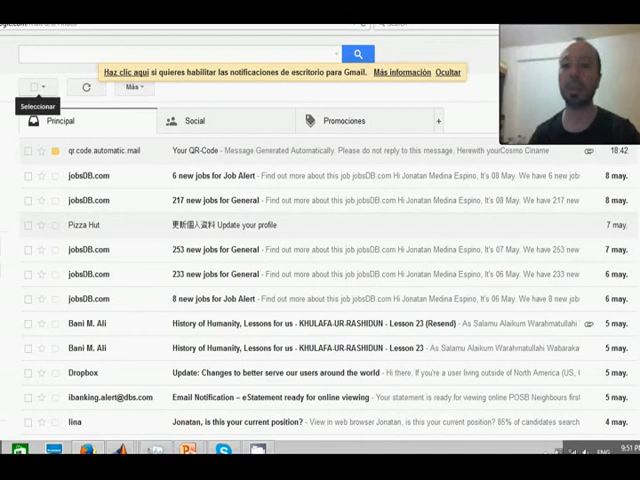 Haz clic aquí si quieres habilitar las notificaciones de escritorio para Gmail. Más información Ocultar
Más
Seleccionar
Principal Social Promociones +
qr.code.automatic.mail Your QR-Code - Message Generated Automatically. Please do not reply to this message. Herewith yourCosmo Ciname 18:42
jobsDB.com 6 new jobs for Job Alert - Find out more about this job jobsDB.com Hi Jonatan Medina Espino, It's 08 May. We have 6 new jobs 8 may.
jobsDB.com 217 new jobs for General - Find out more about this job jobsDB.com Hi Jonatan Medina Espino, It's 08 May. We have 217 new 8 may.
Pizza Hut 更新個人資料 Update your profile 7 may.
jobsDB.com 253 new jobs for General - Find out more about this job jobsDB.com Hi Jonatan Medina Espino, It's 07 May. We have 253 new 7 may.
jobsDB.com 233 new jobs for General - Find out more about this job jobsDB.com Hi Jonatan Medina Espino, It's 06 May. We have 233 new 6 may.
jobsDB.com 8 new jobs for Job Alert - Find out more about this job jobsDB.com Hi Jonatan Medina Espino, It's 06 May. We have 8 new jobs 6 may.
Bani M. Ali History of Humanity, Lessons for us - KHULAFA-UR-RASHIDUN - Lesson 23 (Resend) - As Salamu Alaikum Warahmatullahi 5 may.
Bani M. Ali History of Humanity, Lessons for us - KHULAFA-UR-RASHIDUN - Lesson 23 - As Salamu Alaikum Warahmatullahi Wabaraka 5 may.
Dropbox Update: Changes to better serve our users around the world - Hi there. If you're a user living outside of North America (US, 5 may.
ibanking.alert@dbs.com Email Notification – eStatement ready for online viewing - Your statement is ready for online viewing POSB Neighbours first 5 may.
lina Jonatan, is this your current position? - View in web browser Jonatan, is this your current position? 85% of candidates search 4 may.
9:51